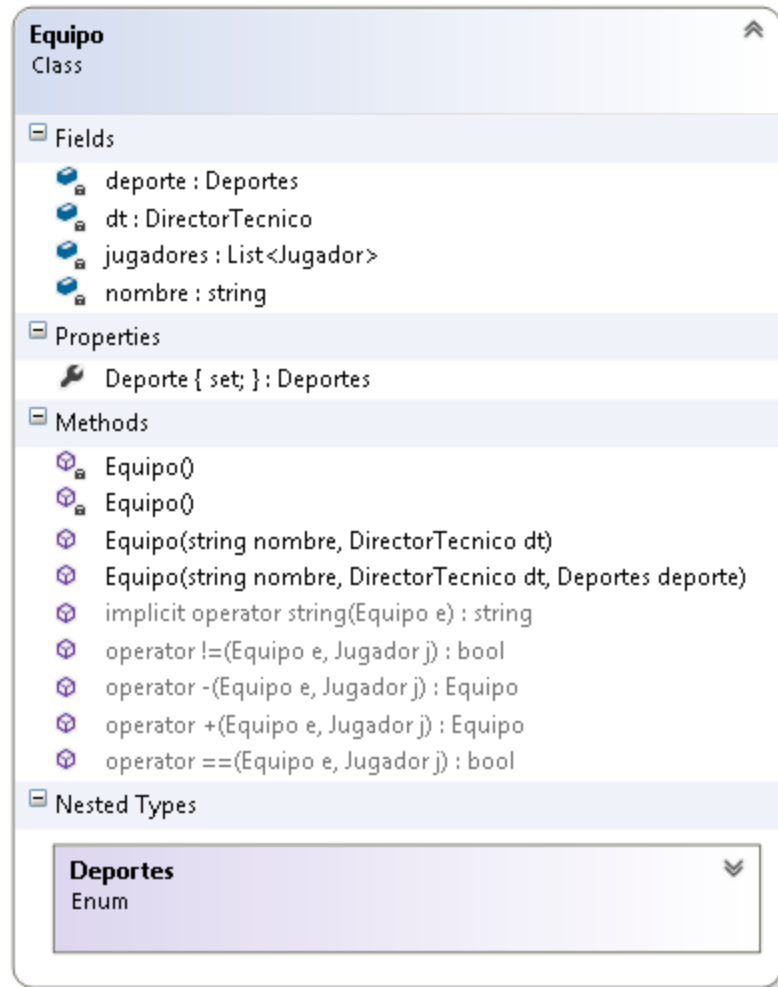 Equipo
Class
Fields
deporte : Deportes
dt : DirectorTecnico
jugadores : List<Jugador>
nombre : string
Properties
Deporte { set; } : Deportes
Methods
Equipo()
Equipo()
Equipo(string nombre, DirectorTecnico dt)
Equipo(string nombre, DirectorTecnico dt, Deportes deporte)
implicit operator string(Equipo e) : string
operator !=(Equipo e, Jugador j) : bool
operator -(Equipo e, Jugador j) : Equipo
operator +(Equipo e, Jugador j) : Equipo
operator ==(Equipo e, Jugador j) : bool
Nested Types
Deportes
Enum